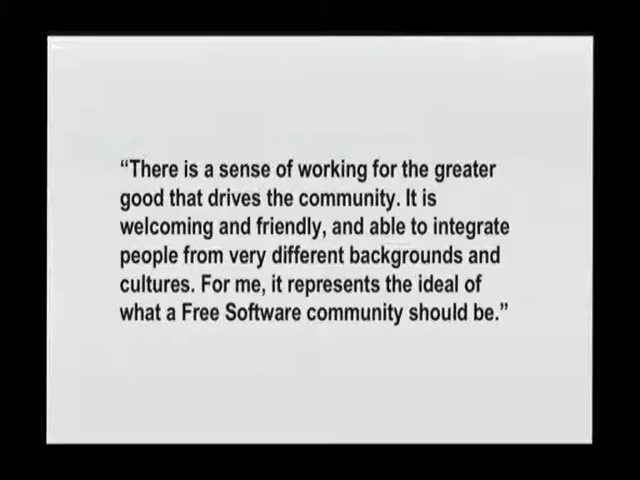 “There is a sense of working for the greater
good that drives the community. It is
welcoming and friendly, and able to integrate
people from very different backgrounds and
cultures. For me, it represents the ideal of
what a Free Software community should be.”